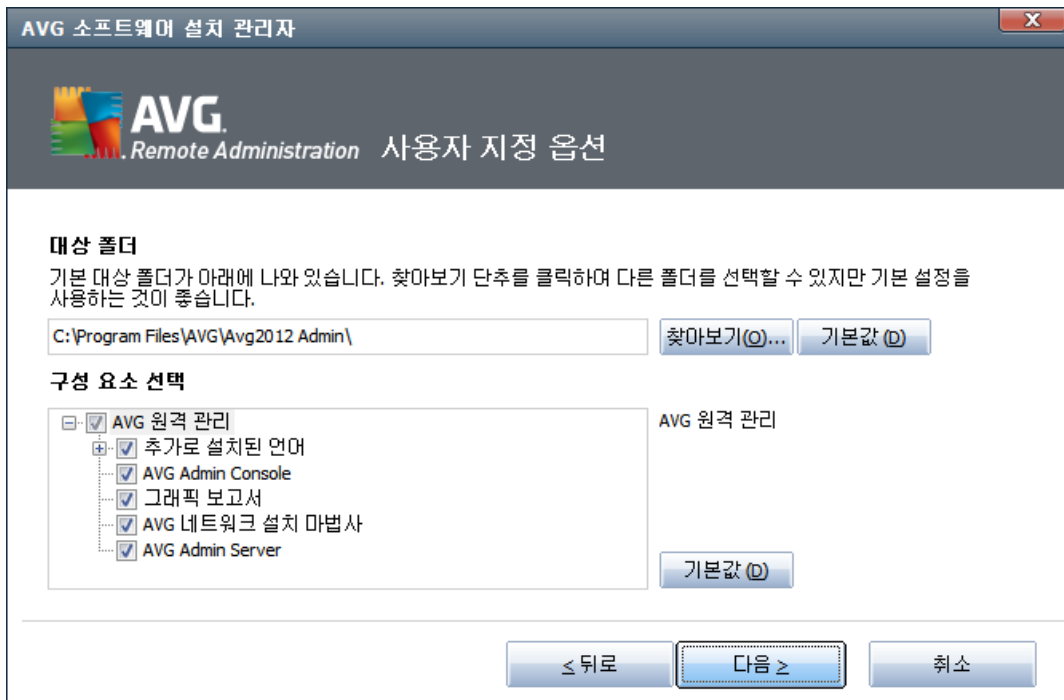 AVG 소프트웨어 설치 관리자
x
AVG.
Remote Administration 사용자 지정 옵션
대상 폴더
기본 대상 폴더가 아래에 나와 있습니다. 찾아보기 단추를 클릭하여 다른 폴더를 선택할 수 있지만 기본 설정을
사용하는 것이 좋습니다.
C:\Program Files\AVG\Avg2012 Admin\
찾아보기(O)... 기본값 (D)
구성 요소 선택
AVG 원격 관리
추가로 설치된 언어
AVG Admin Console
그래픽 보고서
AVG 네트워크 설치 마법사
AVG Admin Server
AVG 원격 관리
기본값 (D)
< 뒤로 다음 > 취소